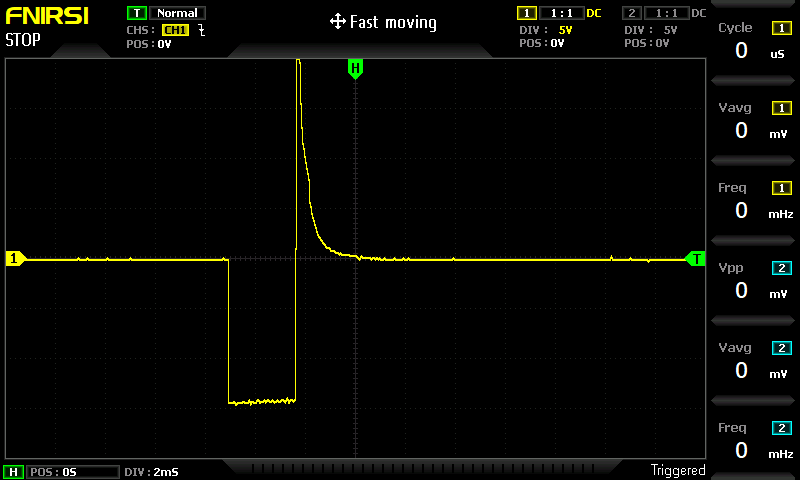 FNIRSI
STOP
T Normal
CHS: CH1
POS: 0V
Fast moving
1 1:1 DC
DIV: 5V
POS: 0V
2 1:1 DC
DIV: 5V
POS: 0V
H
1
T
Cycle 1
0 uS
Vavg 1
0 mV
Freq 1
0 mHz
Vpp 2
0 mV
Vavg 2
0 mV
Freq 2
0 mHz
H POS: 0S DIV: 2mS
Triggered